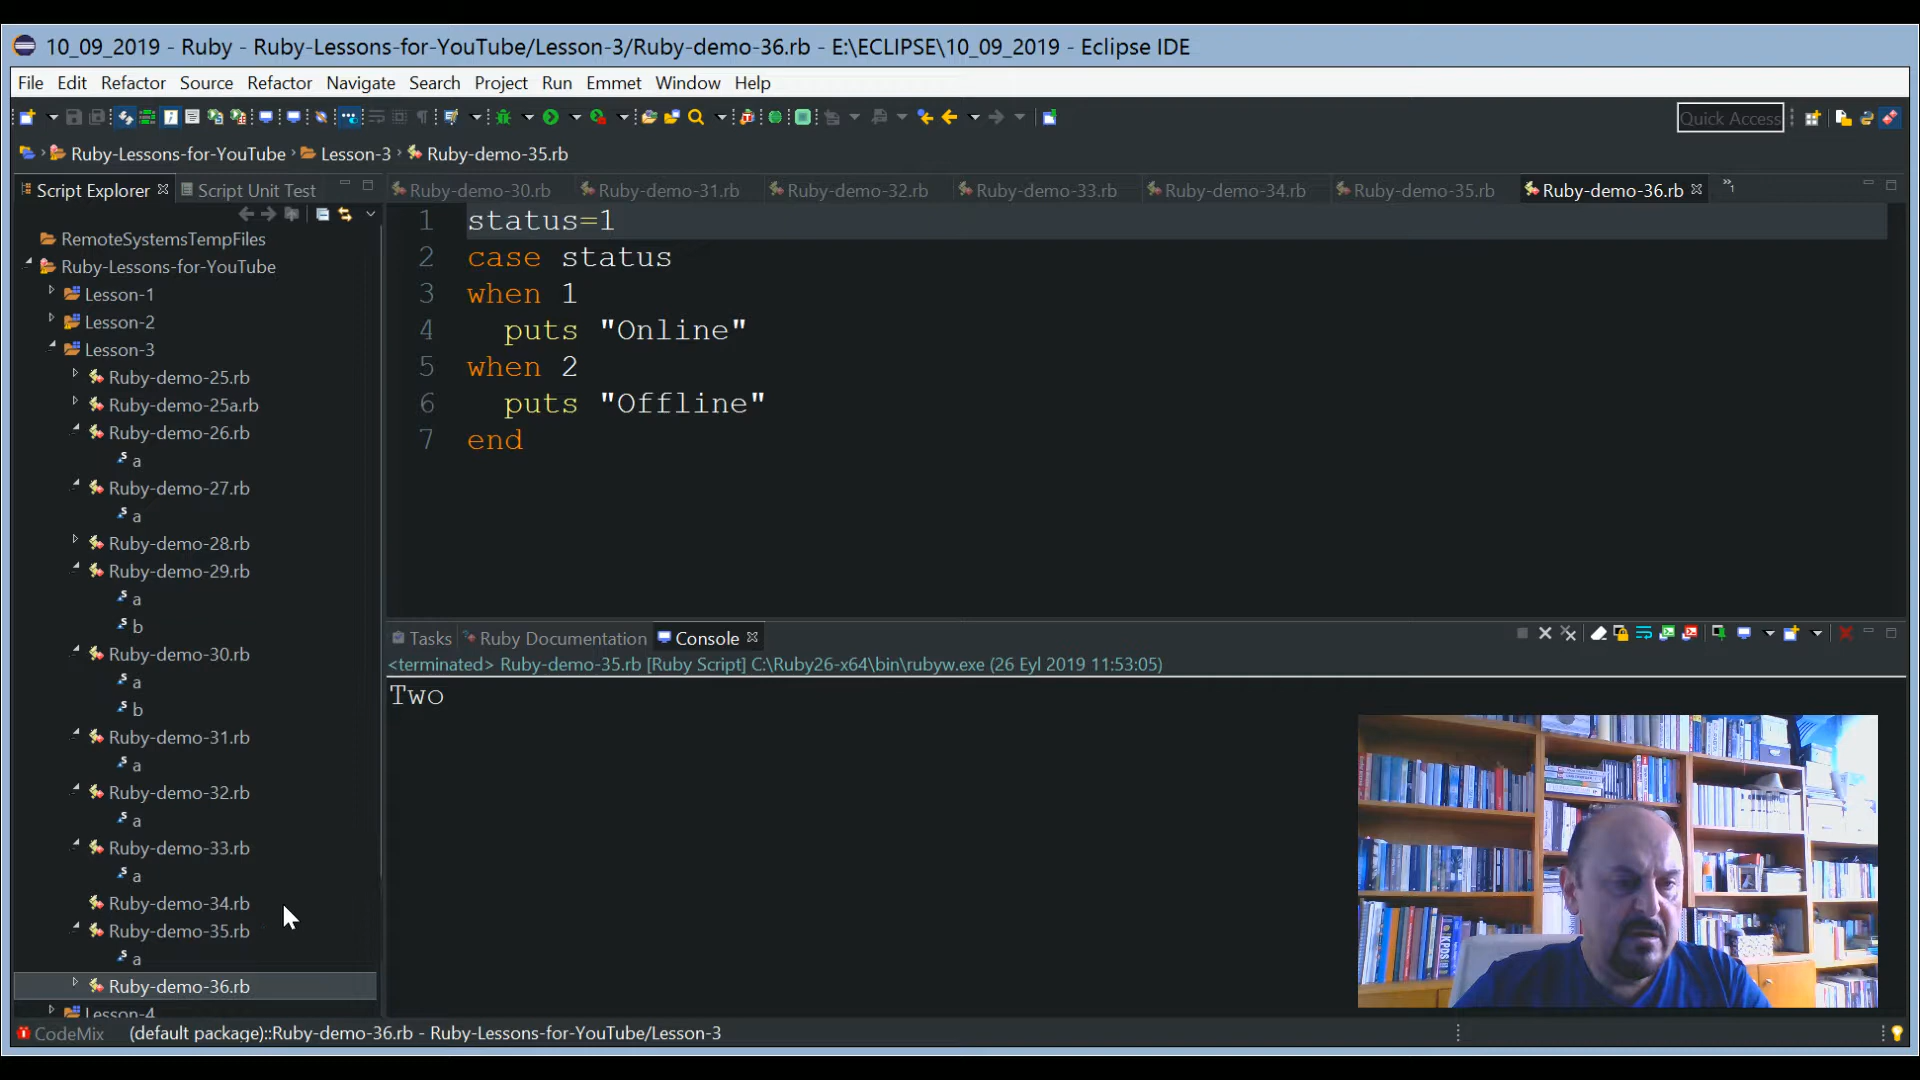 10_09_2019 - Ruby - Ruby-Lessons-for-YouTube/Lesson-3/Ruby-demo-36.rb - E:\ECLIPSE\10_09_2019 - Eclipse IDE
File Edit Refactor Source Refactor Navigate Search Project Run Emmet Window Help
Quick Access
Ruby-Lessons-for-YouTube Lesson-3 Ruby-demo-35.rb
Script Explorer Script Unit Test
Ruby-demo-30.rb Ruby-demo-31.rb Ruby-demo-32.rb Ruby-demo-33.rb Ruby-demo-34.rb Ruby-demo-35.rb Ruby-demo-36.rb
RemoteSystemsTempFiles
Ruby-Lessons-for-YouTube
Lesson-1
Lesson-2
Lesson-3
Ruby-demo-25.rb
Ruby-demo-25a.rb
Ruby-demo-26.rb
a
Ruby-demo-27.rb
a
Ruby-demo-28.rb
Ruby-demo-29.rb
a
b
Ruby-demo-30.rb
a
b
Ruby-demo-31.rb
a
Ruby-demo-32.rb
a
Ruby-demo-33.rb
a
Ruby-demo-34.rb
Ruby-demo-35.rb
a
Ruby-demo-36.rb
Lesson-4
1 status=1
2 case status
3 when 1
4 puts "Online"
5 when 2
6 puts "Offline"
7 end
Tasks Ruby Documentation Console
<terminated> Ruby-demo-35.rb [Ruby Script] C:\Ruby26-x64\bin\rubyw.exe (26 Eyl 2019 11:53:05)
Two
CodeMix (default package)::Ruby-demo-36.rb - Ruby-Lessons-for-YouTube/Lesson-3